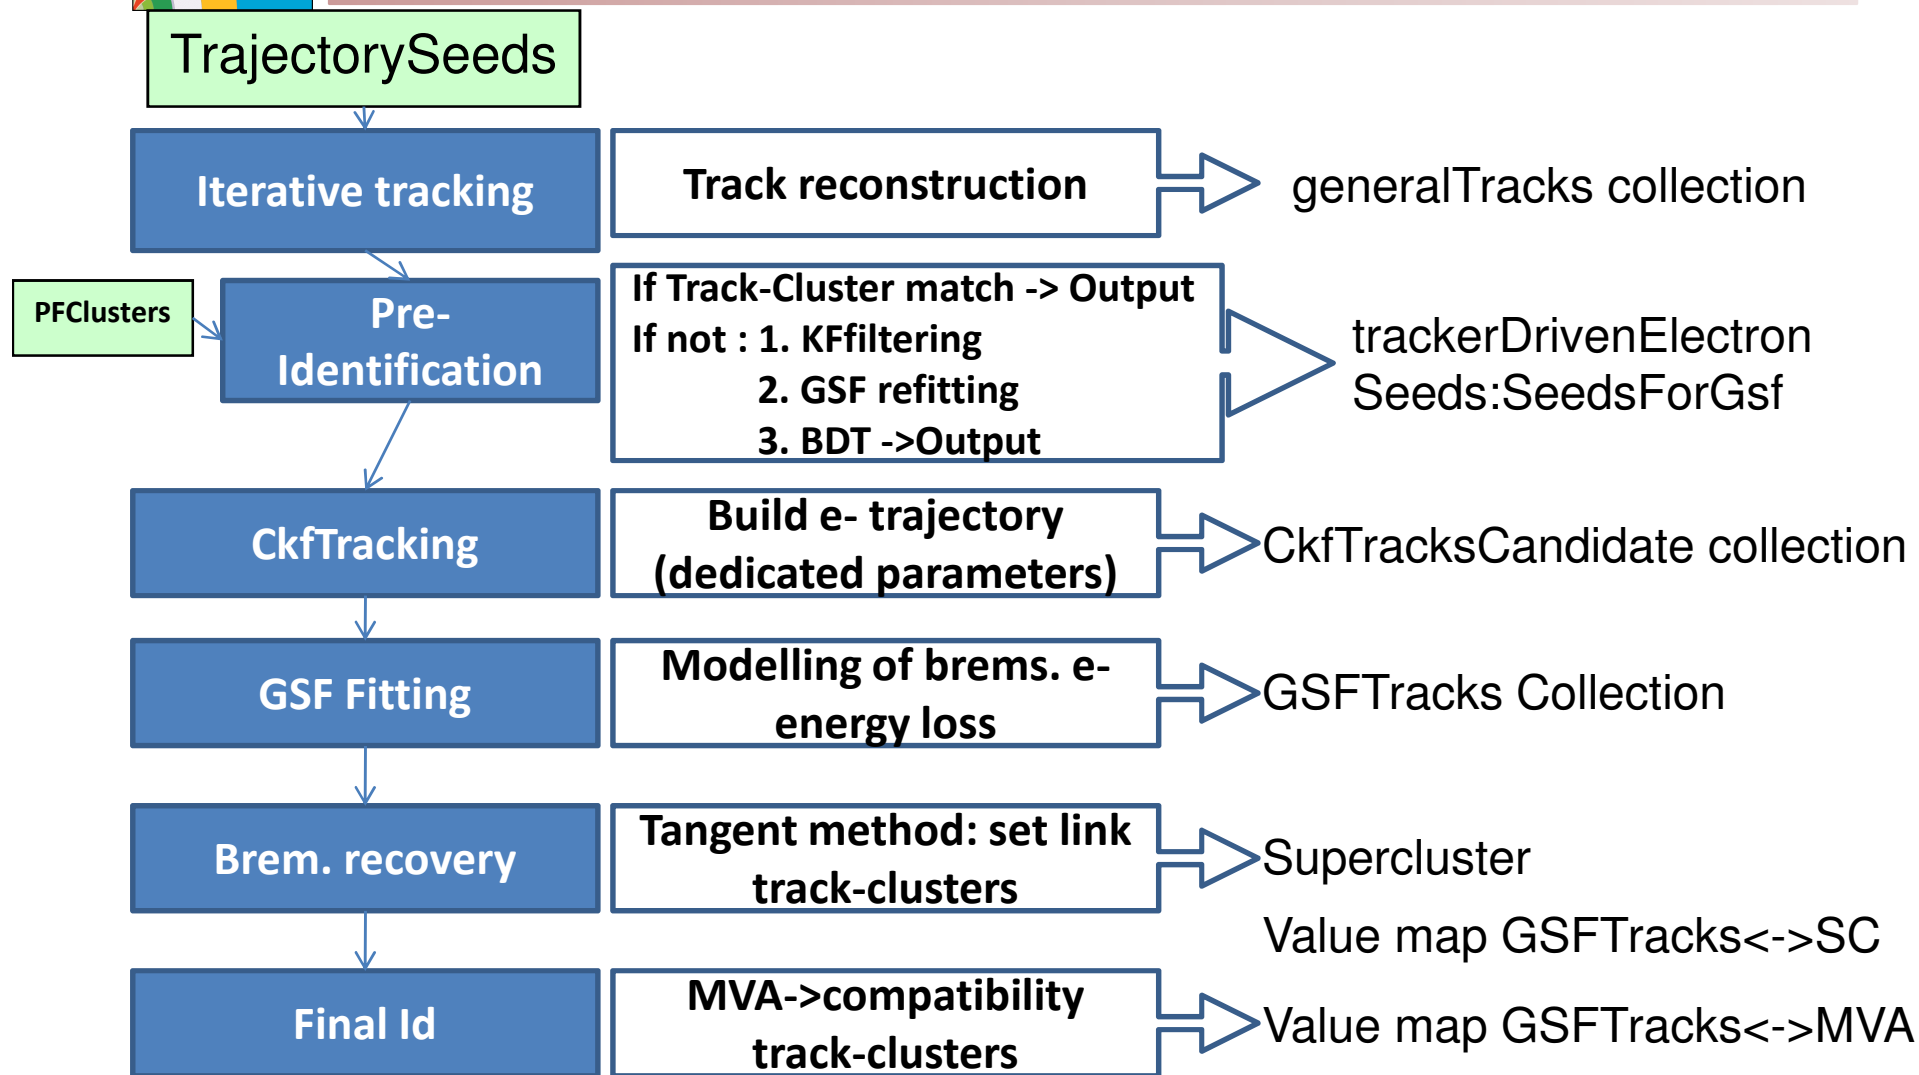 TrajectorySeeds
Iterative tracking
Track reconstruction
generalTracks collection
PFClusters
Pre-
Identification
If Track-Cluster match -> Output
If not : 1. KFfiltering
2. GSF refitting
3. BDT ->Output
trackerDrivenElectron
Seeds:SeedsForGsf
CkfTracking
Build e- trajectory
(dedicated parameters)
CkfTracksCandidate collection
GSF Fitting
Modelling of brems. e-
energy loss
GSFTracks Collection
Brem. recovery
Tangent method: set link
track-clusters
Supercluster
Value map GSFTracks<->SC
Final Id
MVA->compatibility
track-clusters
Value map GSFTracks<->MVA